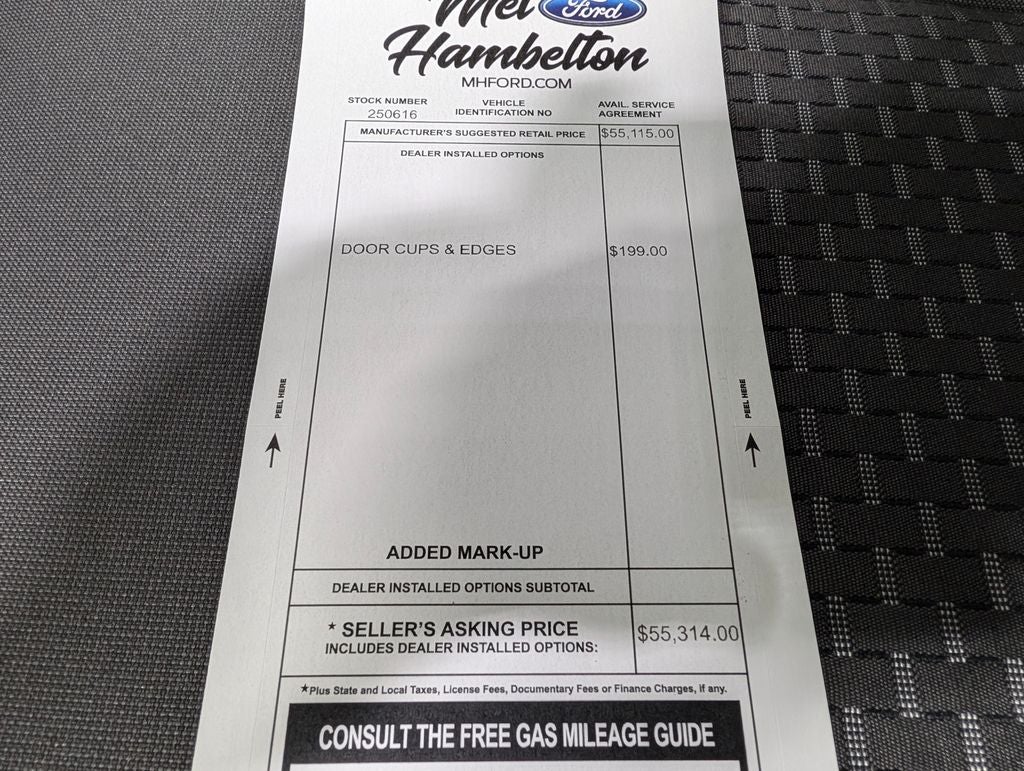 Mel Ford
Hambelton
MHFORD.COM
STOCK NUMBER
250616
VEHICLE
IDENTIFICATION NO
AVAIL. SERVICE
AGREEMENT
MANUFACTURER'S SUGGESTED RETAIL PRICE $55,115.00
DEALER INSTALLED OPTIONS
DOOR CUPS & EDGES $199.00
PEEL HERE
PEEL HERE
ADDED MARK-UP
DEALER INSTALLED OPTIONS SUBTOTAL
* SELLER'S ASKING PRICE $55,314.00
INCLUDES DEALER INSTALLED OPTIONS:
*Plus State and Local Taxes, License Fees, Documentary Fees or Finance Charges, if any.
CONSULT THE FREE GAS MILEAGE GUIDE